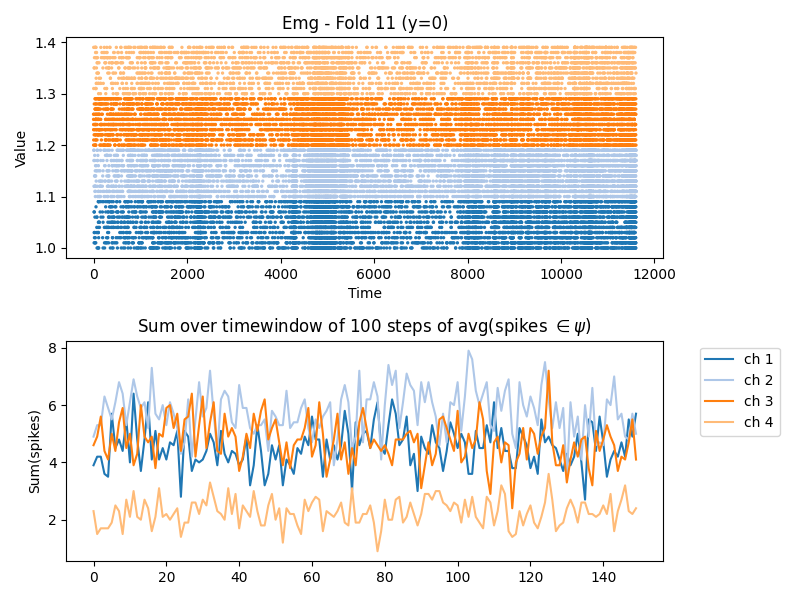 Emg - Fold 11 (y=0)
1.4
1.3
1.2
1.1
1.0
Value
0
2000
4000
6000
8000
10000
12000
Time
Sum over timewindow of 100 steps of avg(spikes ∈ ψ)
8
6
4
2
Sum(spikes)
0
20
40
60
80
100
120
140
ch 1
ch 2
ch 3
ch 4